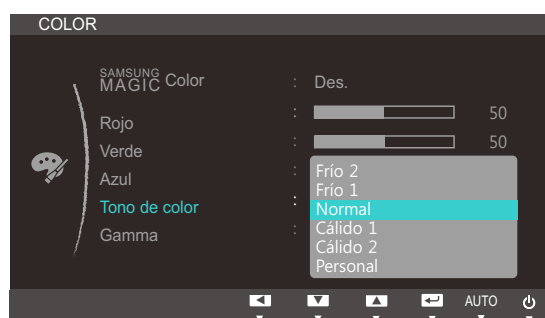 COLOR
SAMSUNG MAGIC Color : Des.
Rojo : 50
Verde : 50
Azul :
Tono de color :
Gamma :
Frío 2
Frío 1
Normal
Cálido 1
Cálido 2
Personal
AUTO